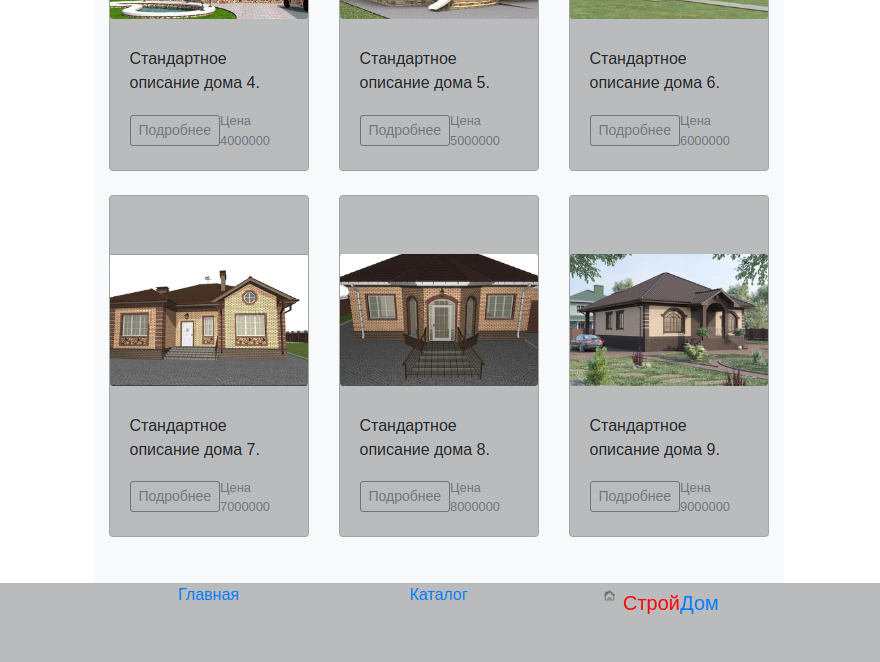 Стандартное
описание дома 4.
Подробнее
Цена
4000000
Стандартное
описание дома 5.
Подробнее
Цена
5000000
Стандартное
описание дома 6.
Подробнее
Цена
6000000
Стандартное
описание дома 7.
Подробнее
Цена
7000000
Стандартное
описание дома 8.
Подробнее
Цена
8000000
Стандартное
описание дома 9.
Подробнее
Цена
9000000
Главная
Каталог
СтройДом